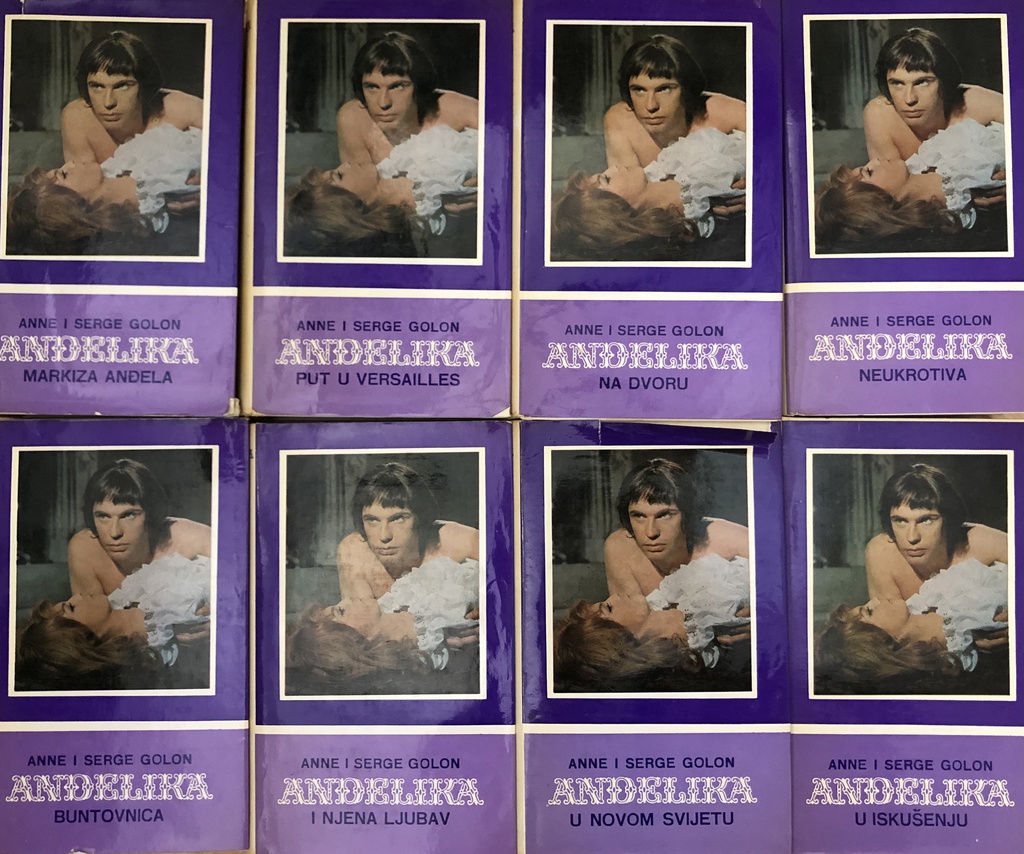 ANNE I SERGE GOLON
ANĐELIKA
MARKIZA ANĐELA
ANNE I SERGE GOLON
ANĐELIKA
PUT U VERSAILLES
ANNE I SERGE GOLON
ANĐELIKA
NA DVORU
ANNE I SERGE GOLON
ANĐELIKA
NEUKROTIVA
ANNE I SERGE GOLON
ANĐELIKA
BUNTOVNICA
ANNE I SERGE GOLON
ANĐELIKA
I NJENA LJUBAV
ANNE I SERGE GOLON
ANĐELIKA
U NOVOM SVIJETU
ANNE I SERGE GOLON
ANĐELIKA
U ISKUŠENJU